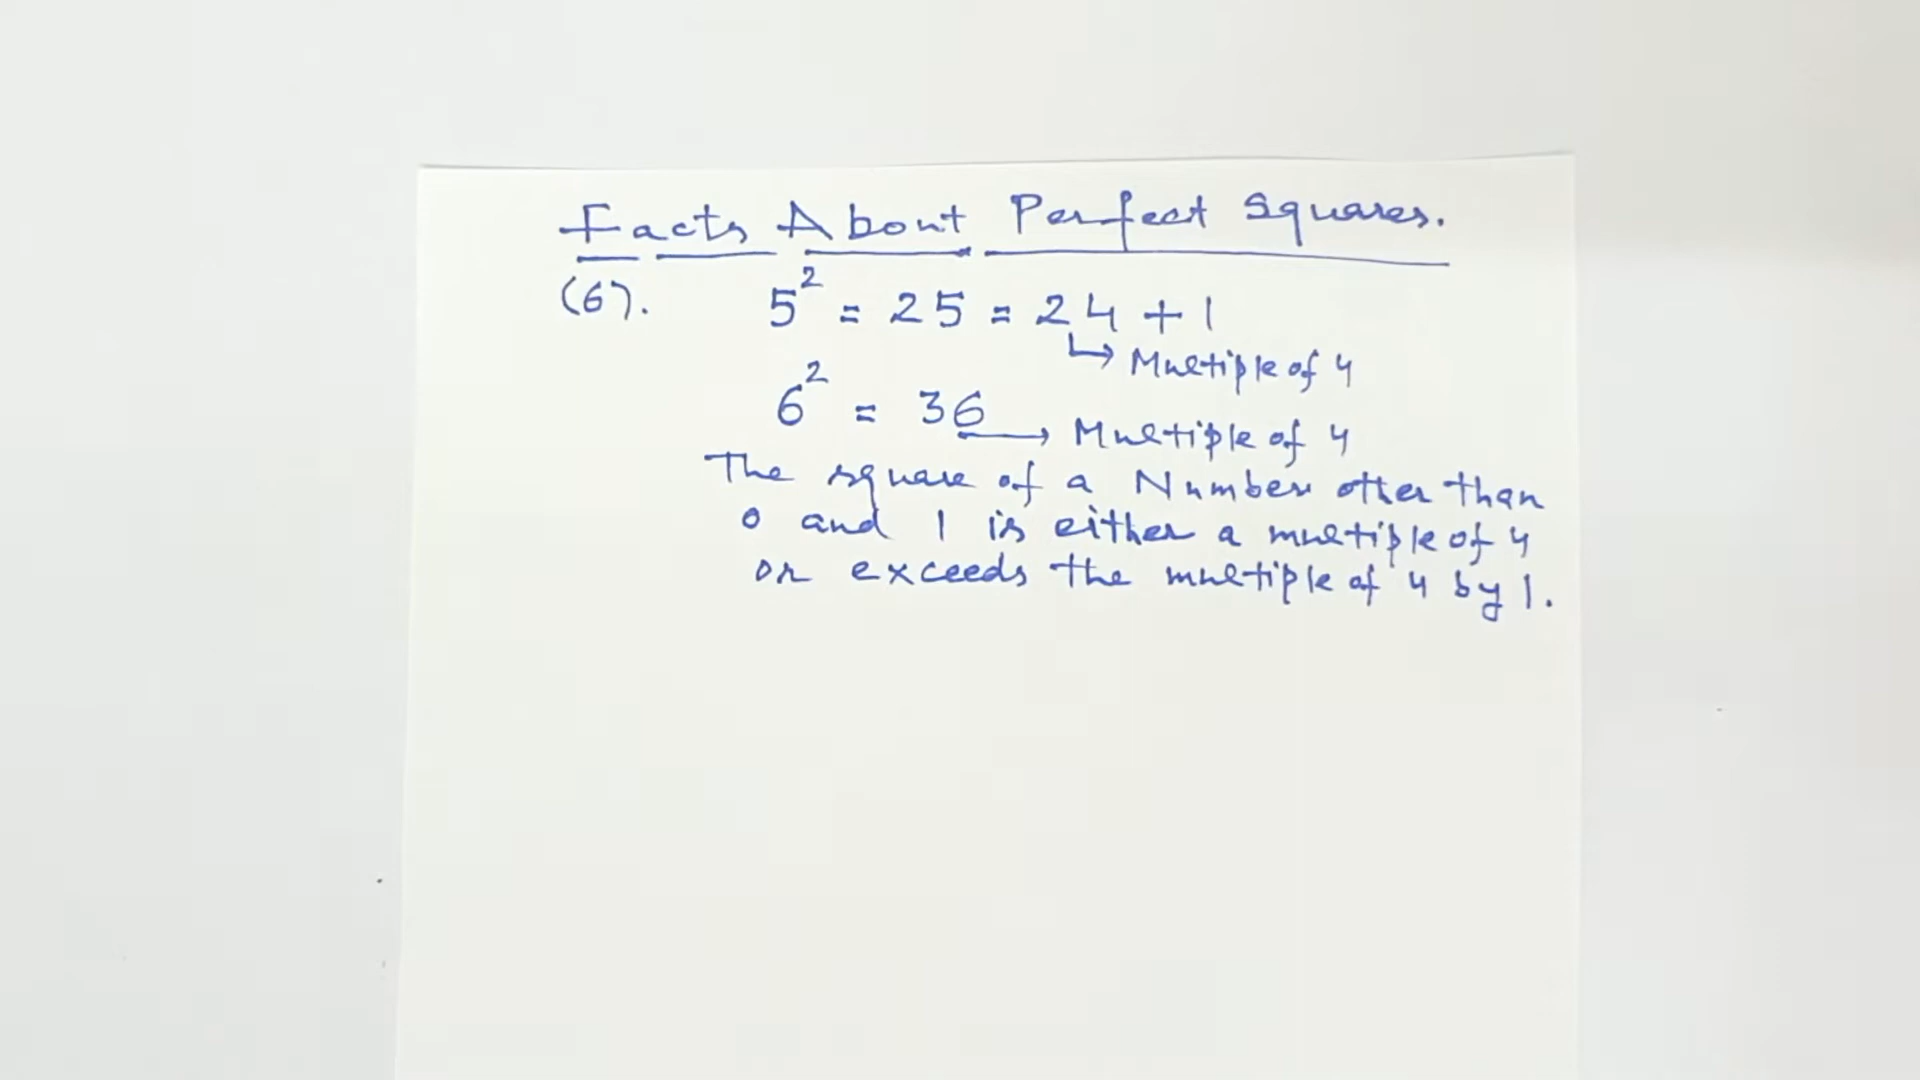 Facts About Perfect Squares.
(6). 5² = 25 = 24 + 1
↳ Multiple of 4
6² = 36 → Multiple of 4
The square of a Number other than
0 and 1 is either a multiple of 4
or exceeds the multiple of 4 by 1.